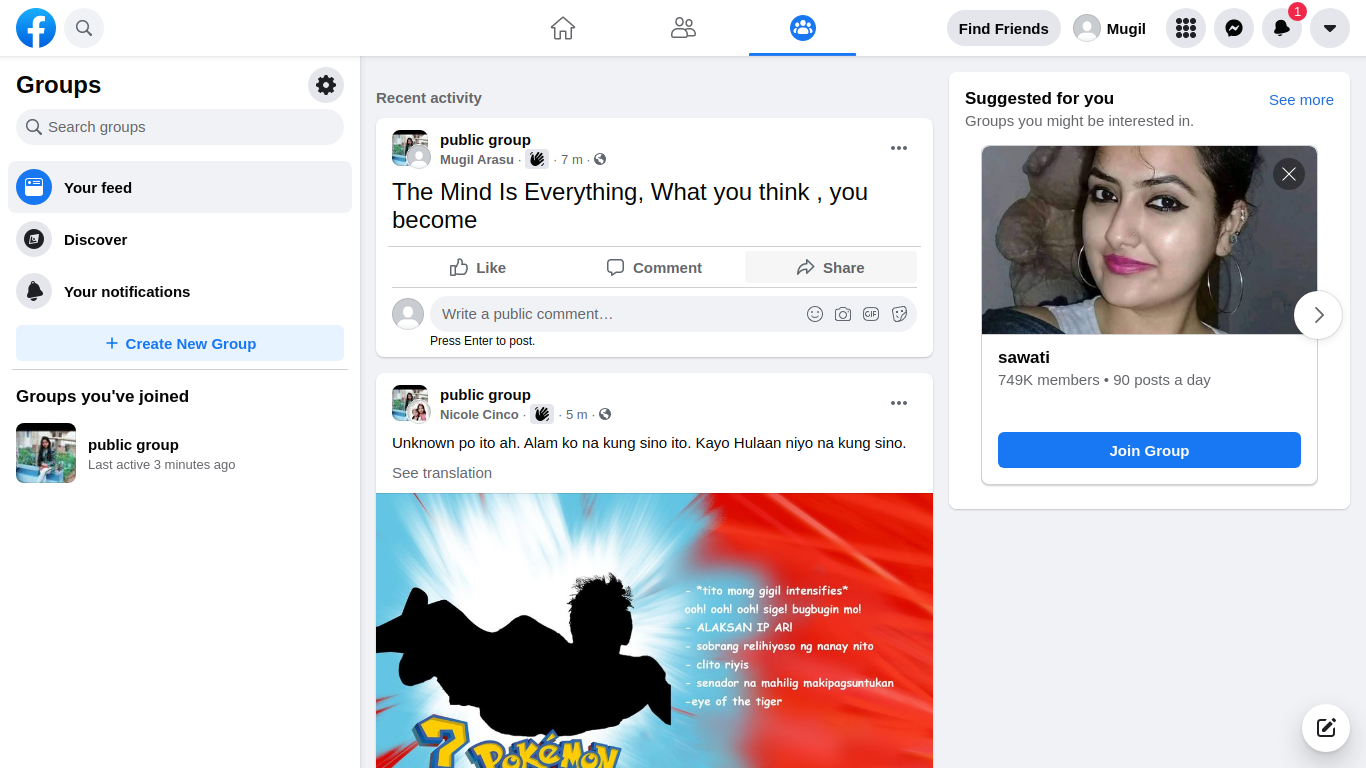 Find Friends
Mugil
1
Groups
Search groups
Your feed
Discover
Your notifications
+ Create New Group
Groups you've joined
public group
Last active 3 minutes ago
Recent activity
public group
Mugil Arasu · · 7 m ·
The Mind Is Everything, What you think , you
become
Like
Comment
Share
Write a public comment…
GIF
Press Enter to post.
public group
Nicole Cinco · · 5 m ·
Unknown po ito ah. Alam ko na kung sino ito. Kayo Hulaan niyo na kung sino.
See translation
- *tito mong gigil intensifies*
ooh! ooh! ooh! sige! bugbugin mo!
- ALAKSAN IP AR!
- sobrang relihiyoso ng nanay nito
- clito riyis
- senador na mahilig makipagsuntukan
-eye of the tiger
? POKéMON
Suggested for you
See more
Groups you might be interested in.
sawati
749K members • 90 posts a day
Join Group